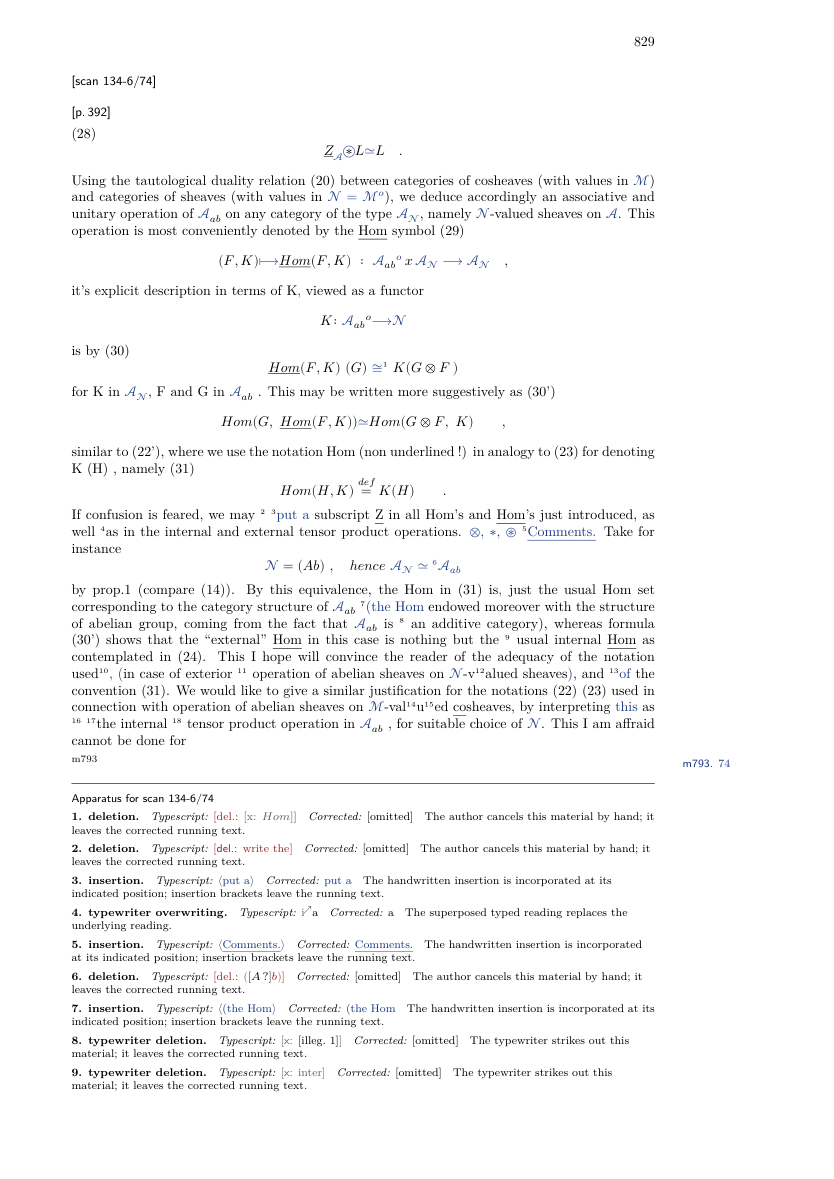 829
[scan 134-6/74]
[p. 392]
(28)
Z_𝒜⊛L≃L .
Using the tautological duality relation (20) between categories of cosheaves (with values in ℳ)
and categories of sheaves (with values in 𝒩 = ℳᵒ), we deduce accordingly an associative and
unitary operation of 𝒜_ab on any category of the type 𝒜_𝒩, namely 𝒩-valued sheaves on 𝒜. This
operation is most conveniently denoted by the Hom symbol (29)
(F, K)⟼Hom(F, K) : 𝒜_abᵒ x 𝒜_𝒩 ⟶ 𝒜_𝒩 ,
it's explicit description in terms of K, viewed as a functor
K: 𝒜_abᵒ⟶𝒩
is by (30)
Hom(F, K) (G) ≅¹ K(G ⊗ F )
for K in 𝒜_𝒩, F and G in 𝒜_ab . This may be written more suggestively as (30')
Hom(G, Hom(F, K))≃Hom(G ⊗ F, K) ,
similar to (22'), where we use the notation Hom (non underlined !) in analogy to (23) for denoting
K (H) , namely (31)
Hom(H, K) def= K(H) .
If confusion is feared, we may ² ³put a subscript Z in all Hom's and Hom's just introduced, as
well ⁴as in the internal and external tensor product operations. ⊗, ∗, ⊛ ⁵Comments. Take for
instance
𝒩 = (Ab) , hence 𝒜_𝒩 ≃ ⁶𝒜_ab
by prop.1 (compare (14)). By this equivalence, the Hom in (31) is, just the usual Hom set
corresponding to the category structure of 𝒜_ab ⁷(the Hom endowed moreover with the structure
of abelian group, coming from the fact that 𝒜_ab is ⁸ an additive category), whereas formula
(30') shows that the “external” Hom in this case is nothing but the ⁹ usual internal Hom as
contemplated in (24). This I hope will convince the reader of the adequacy of the notation
used¹⁰, (in case of exterior ¹¹ operation of abelian sheaves on 𝒩-v¹²alued sheaves), and ¹³of the
convention (31). We would like to give a similar justification for the notations (22) (23) used in
connection with operation of abelian sheaves on ℳ-val¹⁴u¹⁵ed cosheaves, by interpreting this as
¹⁶ ¹⁷the internal ¹⁸ tensor product operation in 𝒜_ab , for suitable choice of 𝒩. This I am affraid
cannot be done for
m793
m793. 74
Apparatus for scan 134-6/74
1. deletion. Typescript: [del.: [x: Hom]] Corrected: [omitted] The author cancels this material by hand; it
leaves the corrected running text.
2. deletion. Typescript: [del.: write the] Corrected: [omitted] The author cancels this material by hand; it
leaves the corrected running text.
3. insertion. Typescript: ⟨put a⟩ Corrected: put a The handwritten insertion is incorporated at its
indicated position; insertion brackets leave the running text.
4. typewriter overwriting. Typescript: i↗a Corrected: a The superposed typed reading replaces the
underlying reading.
5. insertion. Typescript: ⟨Comments.⟩ Corrected: Comments. The handwritten insertion is incorporated
at its indicated position; insertion brackets leave the running text.
6. deletion. Typescript: [del.: ([A ?]b)] Corrected: [omitted] The author cancels this material by hand; it
leaves the corrected running text.
7. insertion. Typescript: ⟨(the Hom⟩ Corrected: (the Hom The handwritten insertion is incorporated at its
indicated position; insertion brackets leave the running text.
8. typewriter deletion. Typescript: [x: [illeg. 1]] Corrected: [omitted] The typewriter strikes out this
material; it leaves the corrected running text.
9. typewriter deletion. Typescript: [x: inter] Corrected: [omitted] The typewriter strikes out this
material; it leaves the corrected running text.